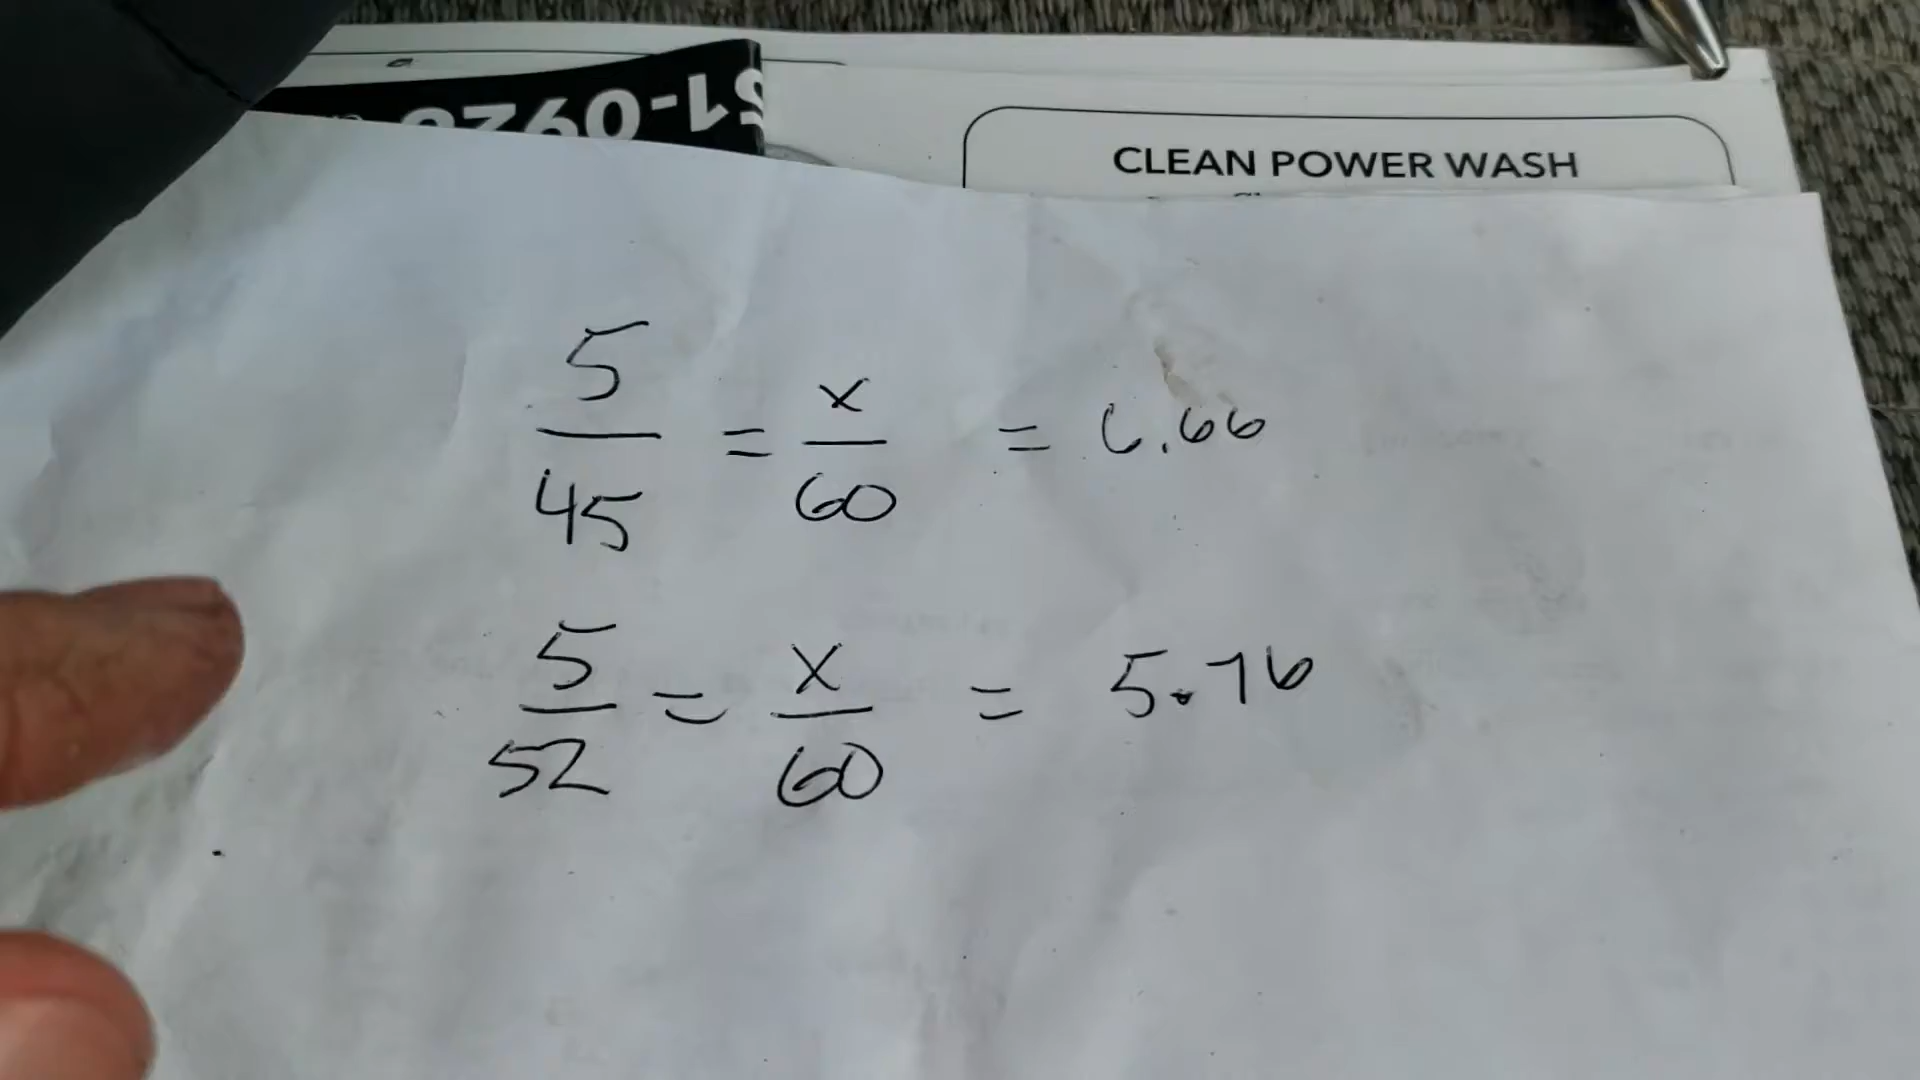 CLEAN POWER WASH
5/45 = x/60 = 6.66
5/52 = x/60 = 5.76